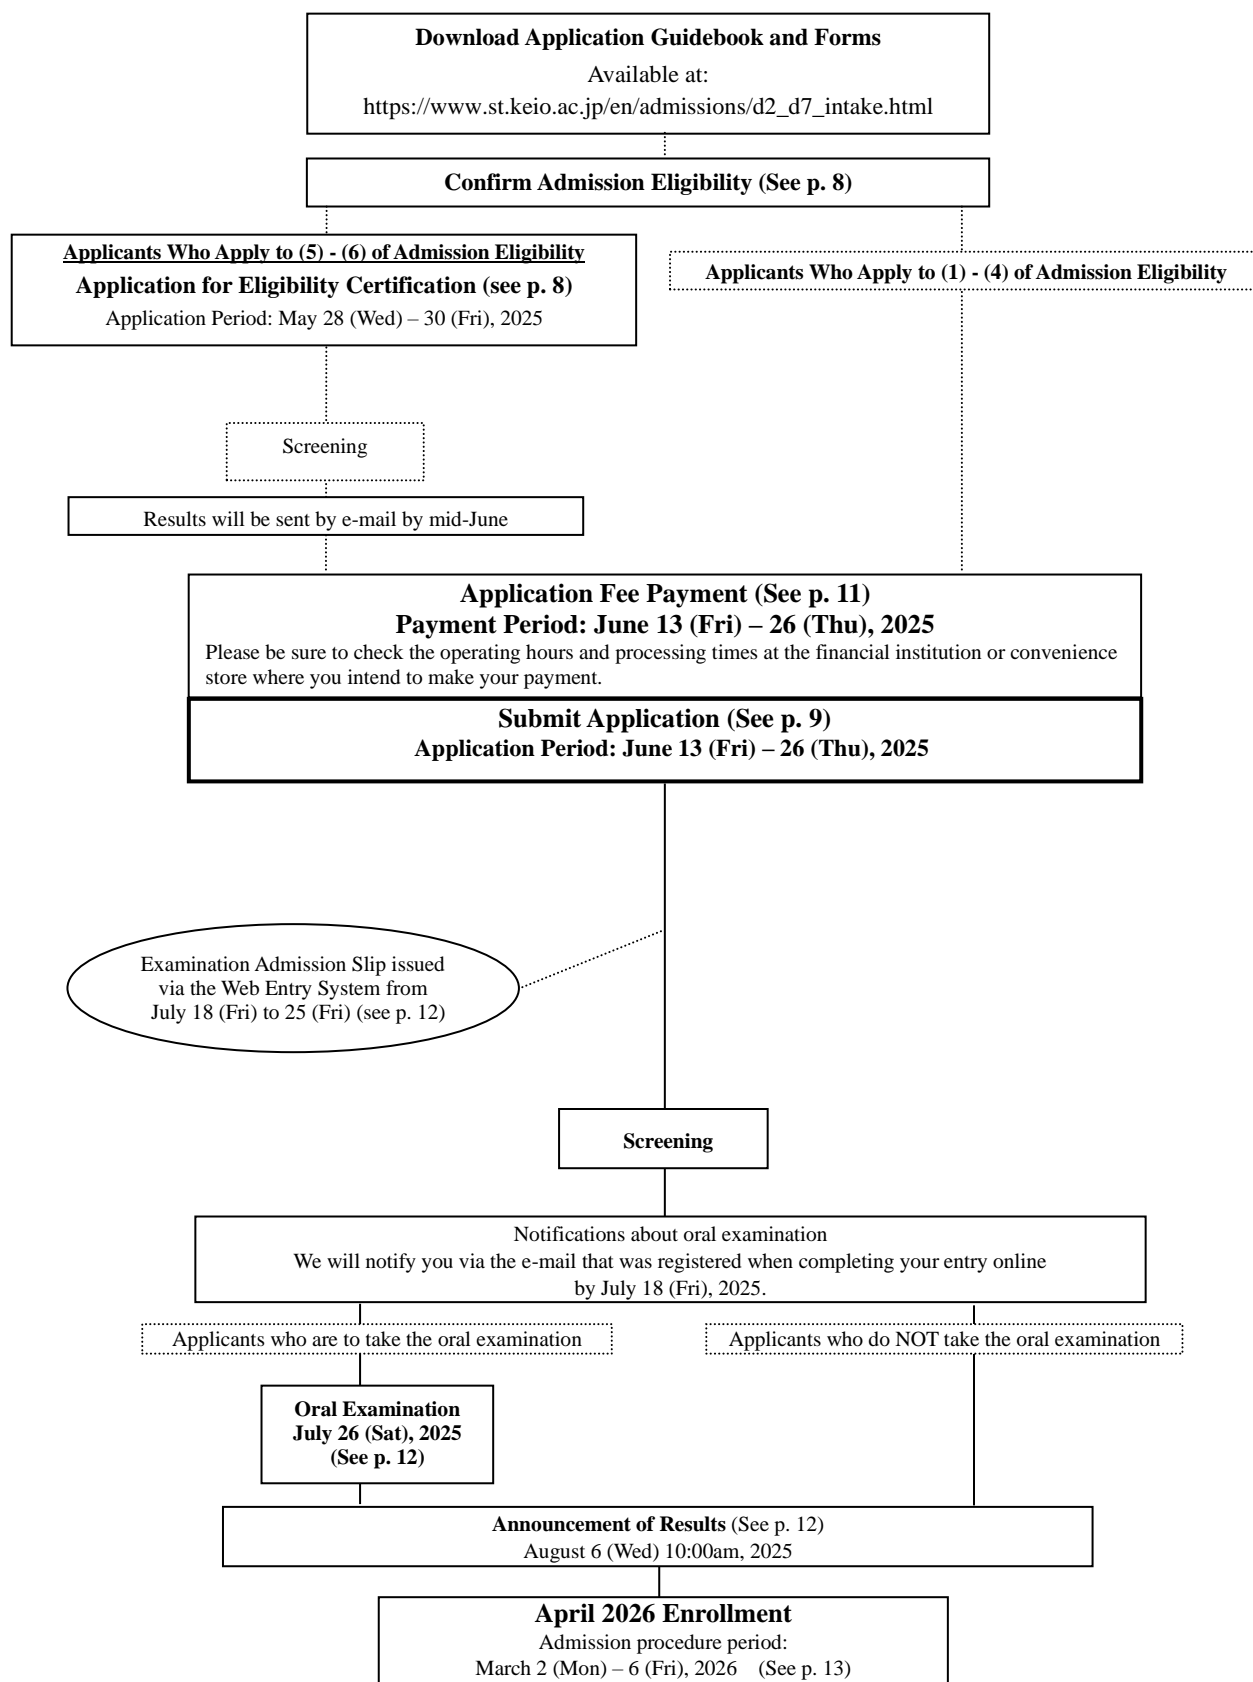 Download Application Guidebook and Forms
Available at:
https://www.st.keio.ac.jp/en/admissions/d2_d7_intake.html
Confirm Admission Eligibility (See p. 8)
Applicants Who Apply to (5) - (6) of Admission Eligibility
Application for Eligibility Certification (see p. 8)
Application Period: May 28 (Wed) – 30 (Fri), 2025
Applicants Who Apply to (1) - (4) of Admission Eligibility
Screening
Results will be sent by e-mail by mid-June
Application Fee Payment (See p. 11)
Payment Period: June 13 (Fri) – 26 (Thu), 2025
Please be sure to check the operating hours and processing times at the financial institution or convenience
store where you intend to make your payment.
Submit Application (See p. 9)
Application Period: June 13 (Fri) – 26 (Thu), 2025
Examination Admission Slip issued
via the Web Entry System from
July 18 (Fri) to 25 (Fri) (see p. 12)
Screening
Notifications about oral examination
We will notify you via the e-mail that was registered when completing your entry online
by July 18 (Fri), 2025.
Applicants who are to take the oral examination
Applicants who do NOT take the oral examination
Oral Examination
July 26 (Sat), 2025
(See p. 12)
Announcement of Results (See p. 12)
August 6 (Wed) 10:00am, 2025
April 2026 Enrollment
Admission procedure period:
March 2 (Mon) – 6 (Fri), 2026 (See p. 13)